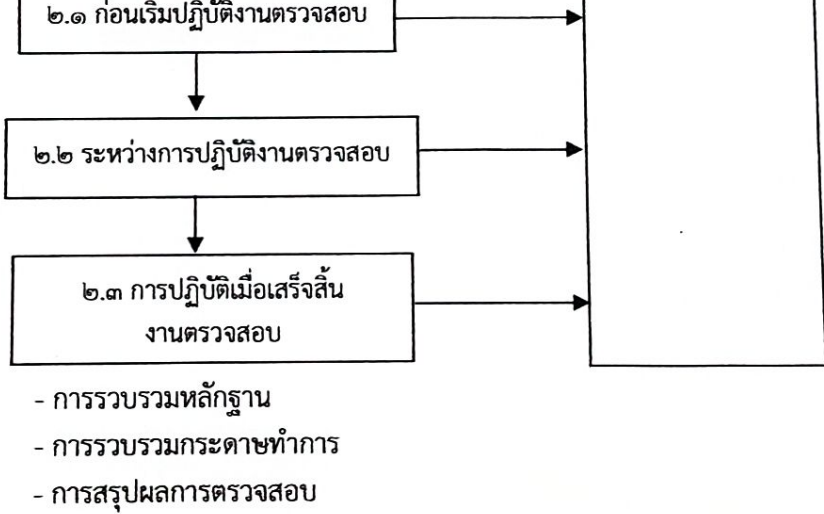 ๒.๑ ก่อนเริ่มปฏิบัติงานตรวจสอบ
๒.๒ ระหว่างการปฏิบัติงานตรวจสอบ
๒.๓ การปฏิบัติเมื่อเสร็จสิ้น
งานตรวจสอบ
- การรวบรวมหลักฐาน
- การรวบรวมกระดาษทำการ
- การสรุปผลการตรวจสอบ